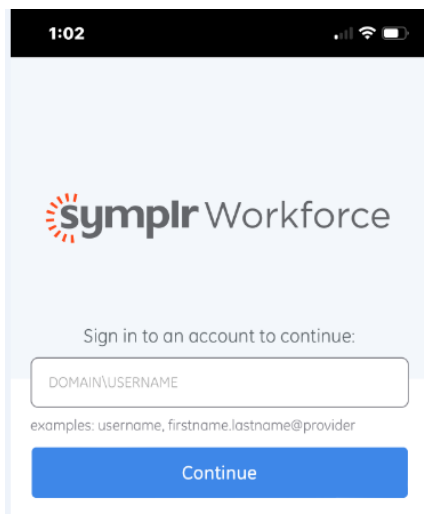 1:02
symplr Workforce
Sign in to an account to continue:
DOMAIN\USERNAME
examples: username, firstname.lastname@provider
Continue